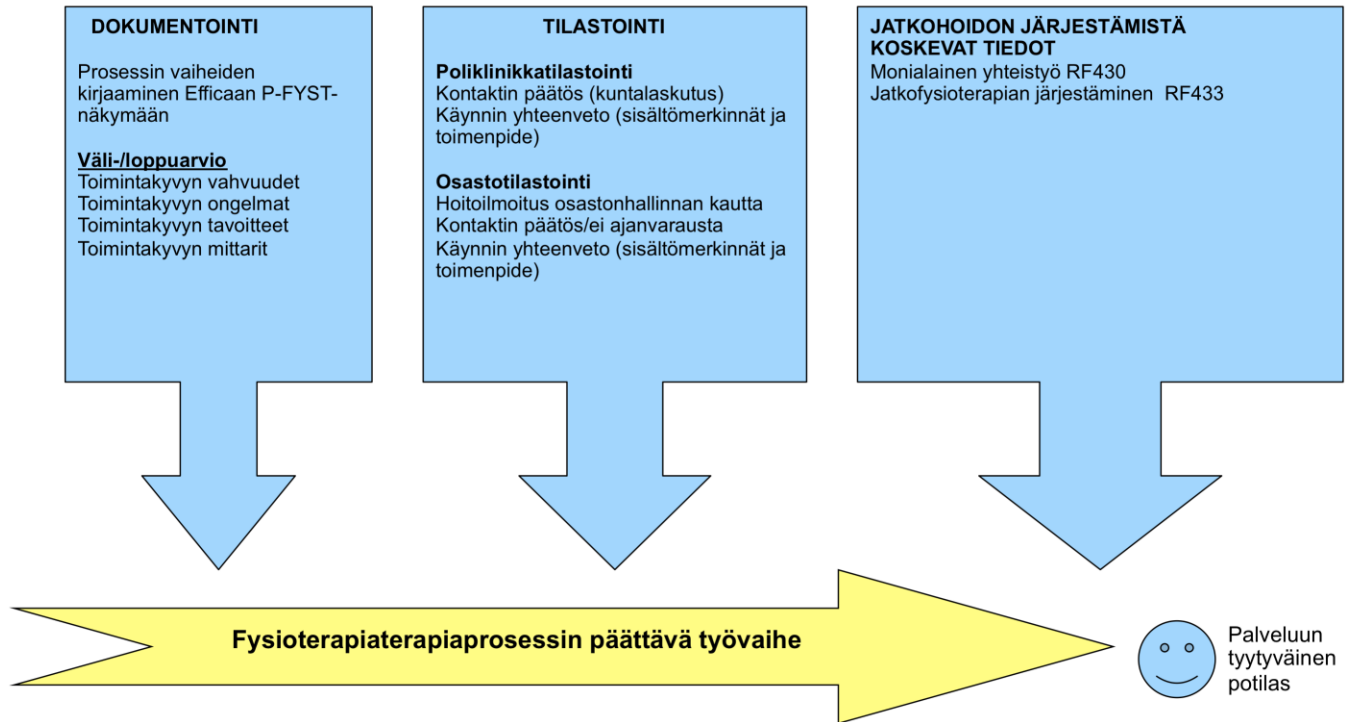 DOKUMENTOINTI
Prosessin vaiheiden
kirjaaminen Efficaan P-FYST-
näkymään
Väli-/loppuarvio
Toimintakyvyn vahvuudet
Toimintakyvyn ongelmat
Toimintakyvyn tavoitteet
Toimintakyvyn mittarit
TILASTOINTI
Poliklinikkatilastointi
Kontaktin päätös (kuntalaskutus)
Käynnin yhteenveto (sisältömerkinnät ja
toimenpide)
Osastotilastointi
Hoitoilmoitus osastonhallinnan kautta
Kontaktin päätös/ei ajanvarausta
Käynnin yhteenveto (sisältömerkinnät ja
toimenpide)
JATKOHOIDON JÄRJESTÄMISTÄ
KOSKEVAT TIEDOT
Monialainen yhteistyö RF430
Jatkofysioterapian järjestäminen RF433
Fysioterapiaterapiaprosessin päättävä työvaihe
Palveluun
tyytyväinen
potilas